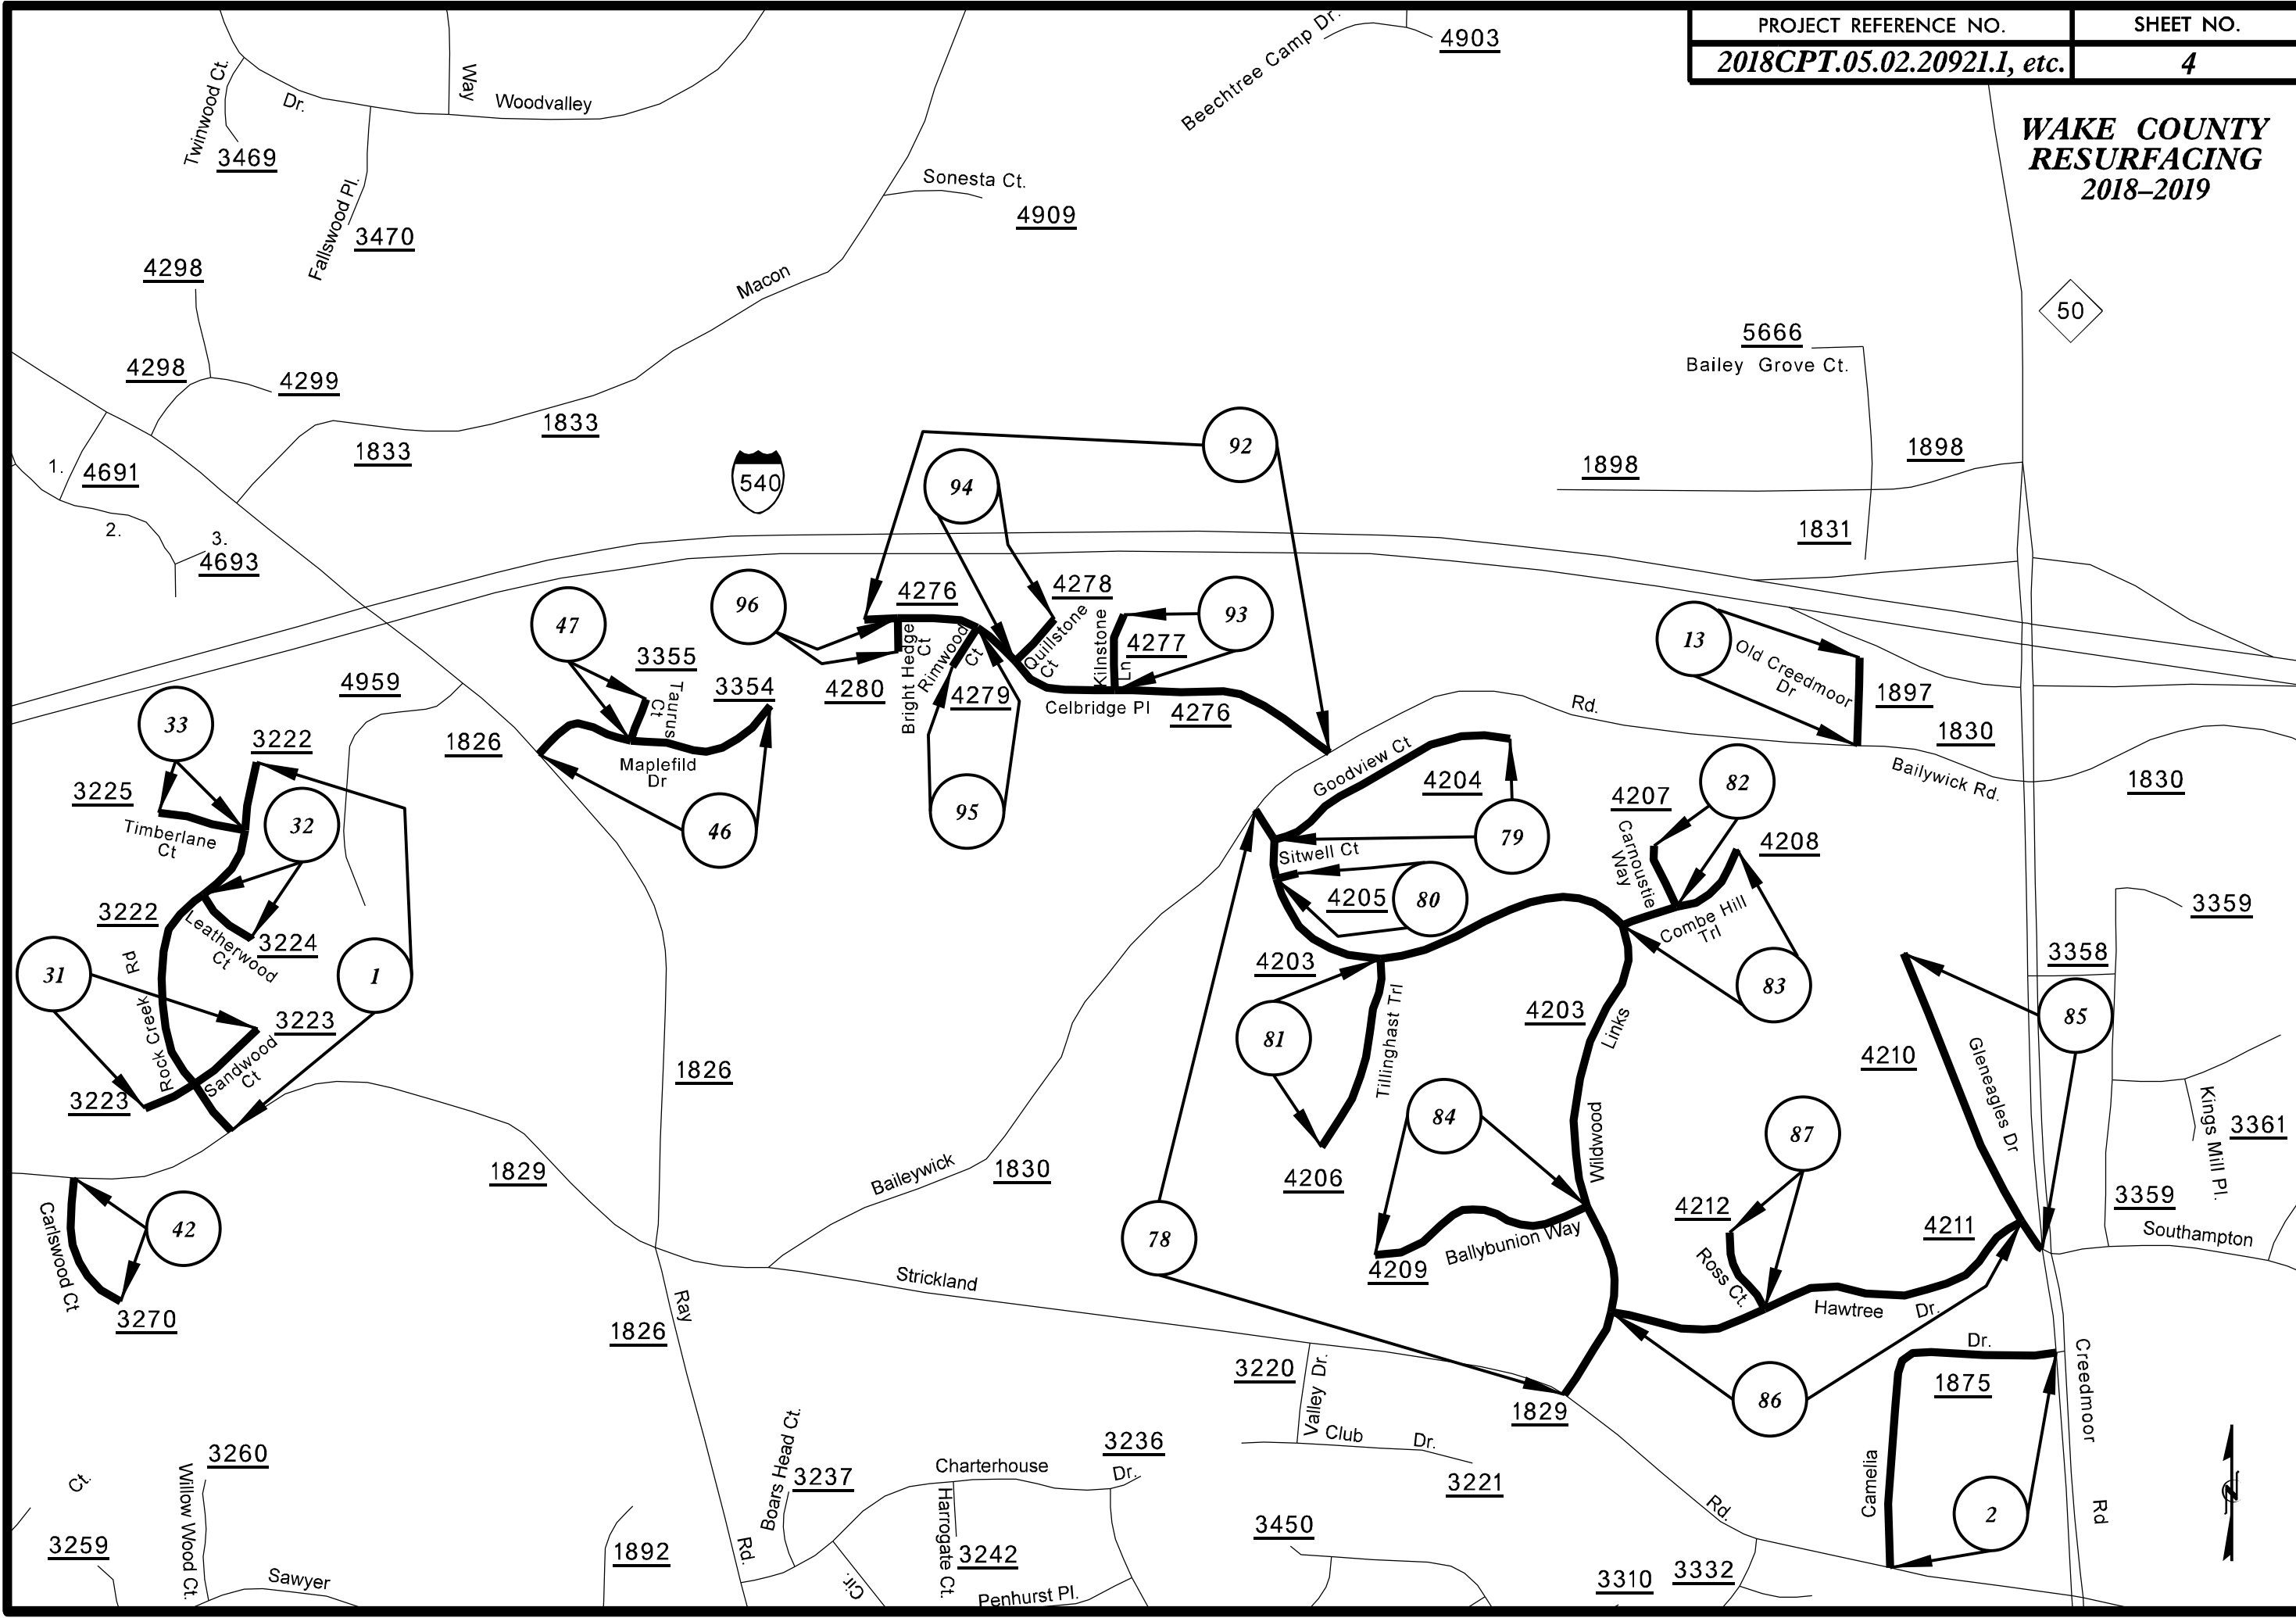 PROJECT REFERENCE NO.
SHEET NO.
2018CPT.05.02.20921.1, etc.
4
WAKE COUNTY
RESURFACING
2018–2019
Beechtree Camp Dr.
4903
Twinwood Ct.
3469
Dr.
Way
Woodvalley
Fallswood Pl.
3470
Sonesta Ct.
4909
Macon
4298
4298
4299
1833
1833
1.
4691
2.
3.
4693
540
50
5666
Bailey Grove Ct.
1898
1898
1831
92
94
96
47
93
13
4276
4278
4277
Kilnstone
Ln
Quillstone
Ct
Rimwood
Ct
Bright Hedge
Ct
4280
4279
Celbridge Pl
4276
3355
Taurus
Ct
3354
Maplefild
Dr
46
95
4959
1826
33
3222
3225
Timberlane
Ct
32
3222
Leatherwood
Ct
3224
31
1
Rock Creek
Rd
3223
Sandwood
Ct
3223
Rd.
Old Creedmoor
Dr
1897
1830
Bailywick Rd.
1830
Goodview Ct
4204
79
Sitwell Ct
4205
80
82
4207
Carnoustie
Way
4208
Combe Hill
Trl
83
4203
81
Tillinghast Trl
4206
4203
Links
Wildwood
84
Ballybunion Way
4209
78
3359
3358
85
4210
Gleneagles Dr
Kings Mill Pl.
3361
3359
Southampton
87
4212
Ross Ct.
4211
Hawtree
Dr.
86
1826
1829
Baileywick
1830
Carlswood Ct
42
3270
Strickland
Ray
1826
3220
Valley Dr.
1829
Club
Dr.
3221
Dr.
1875
Camelia
2
Creedmoor
Rd
N
Ct.
3260
Willow Wood Ct.
3259
Sawyer
1892
Rd.
Boars Head Ct.
3237
Charterhouse
Dr.
3236
Harrogate Ct.
3242
Cir.
Penhurst Pl.
3450
Rd.
3310
3332